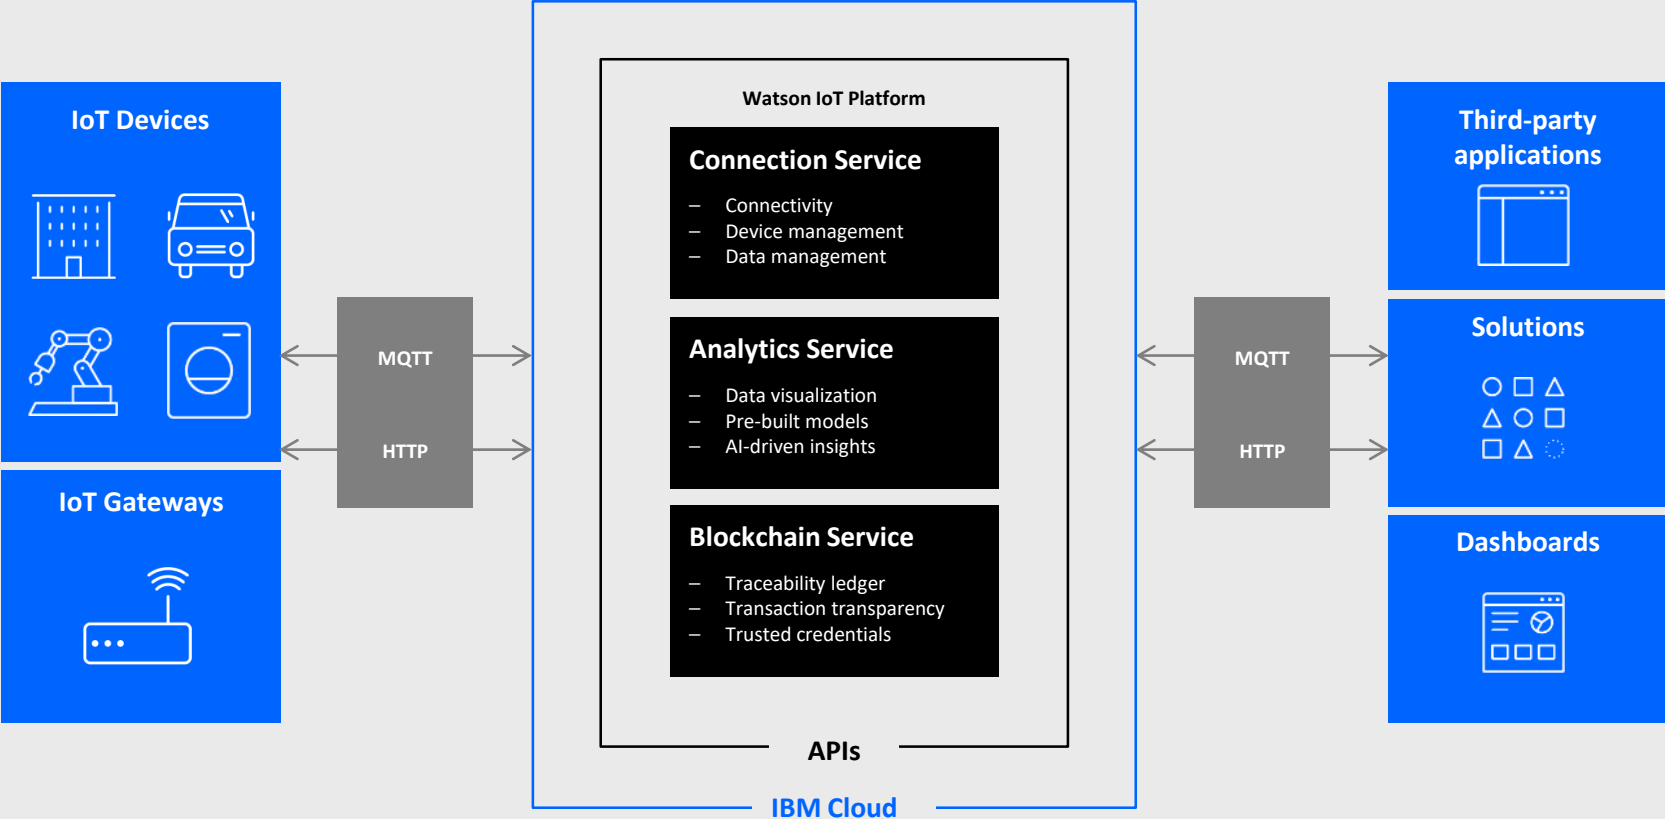 IoT Devices
IoT Gateways
MQTT
HTTP
Watson IoT Platform
Connection Service
– Connectivity
– Device management
– Data management
Analytics Service
– Data visualization
– Pre-built models
– AI-driven insights
Blockchain Service
– Traceability ledger
– Transaction transparency
– Trusted credentials
APIs
IBM Cloud
MQTT
HTTP
Third-party
applications
Solutions
Dashboards